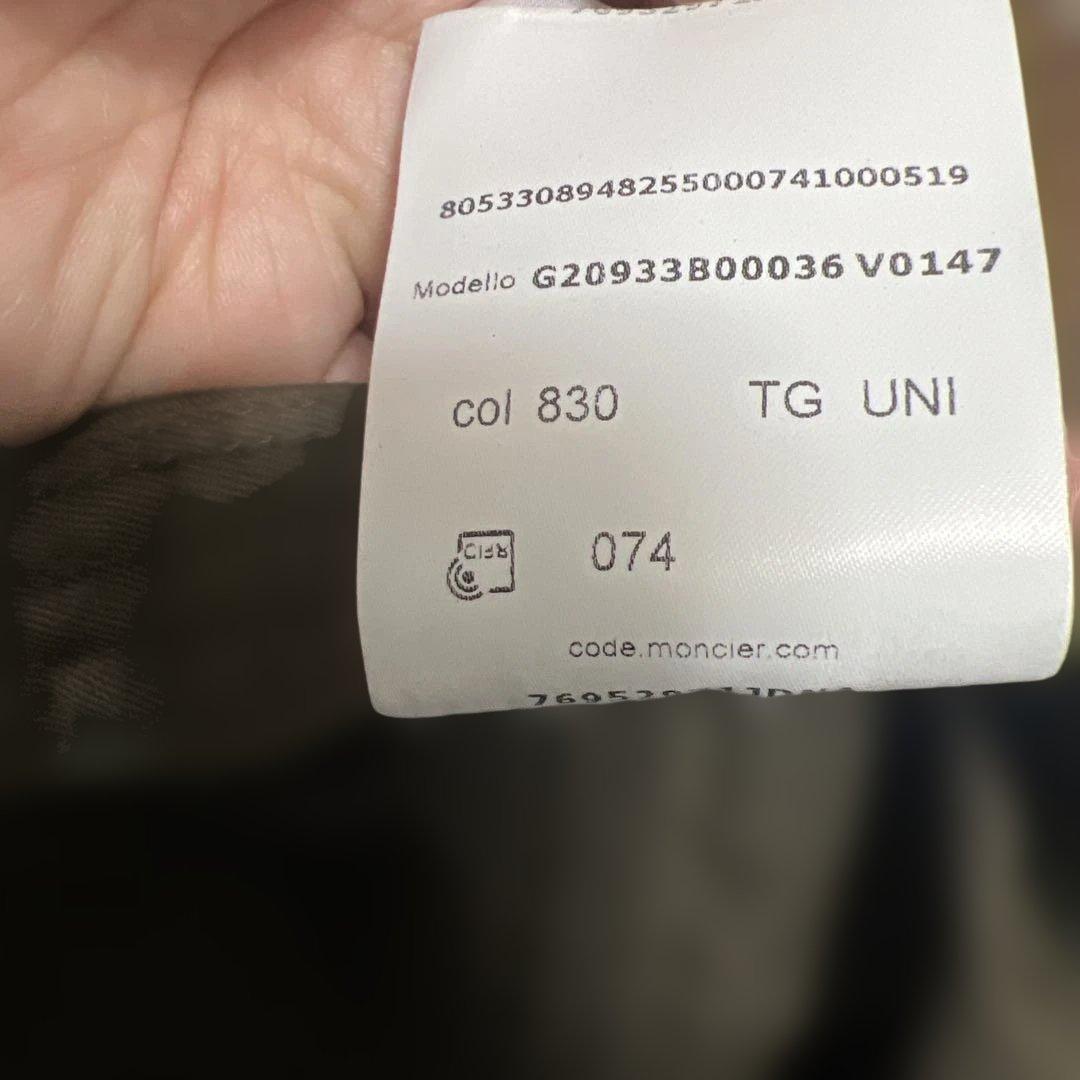 8053308948255000741000519
Modello G20933B00036 V0147
col 830 TG UNI
RFID 074
code.moncler.com